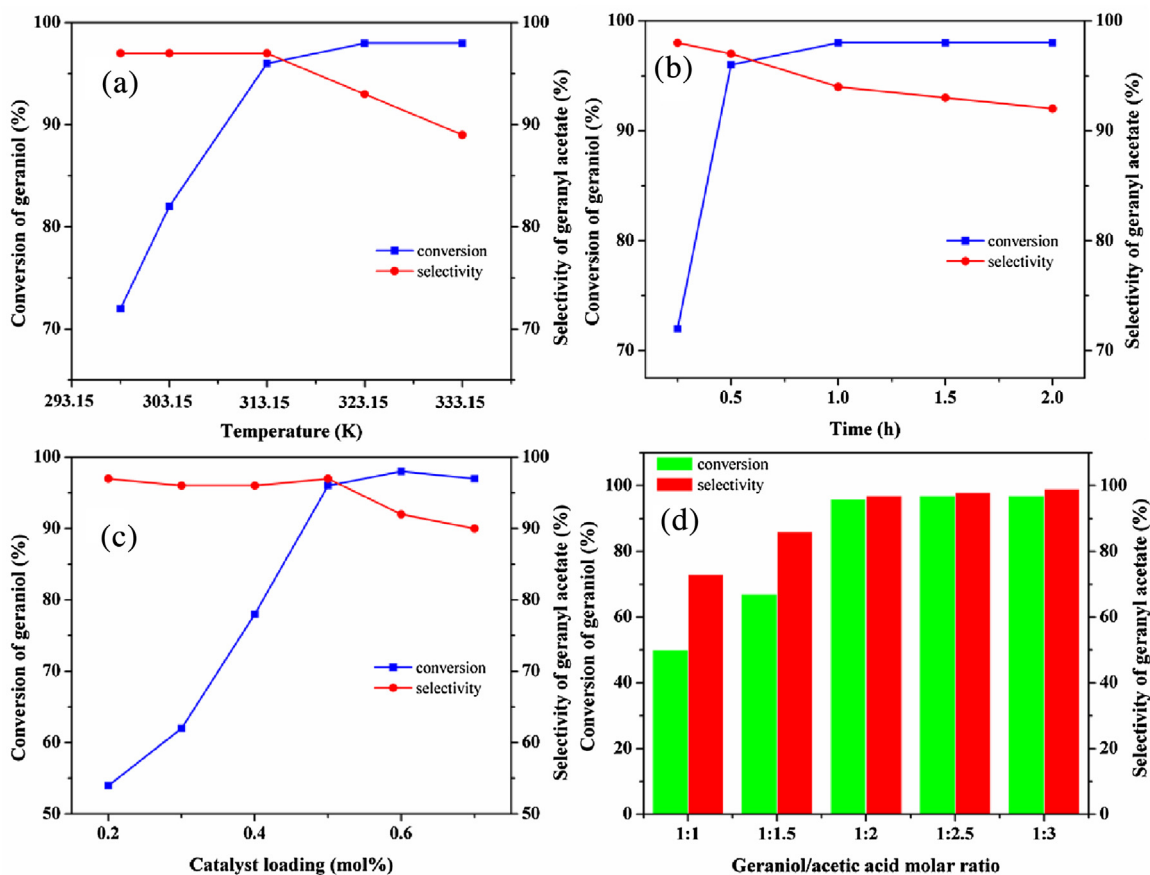 (a)
Conversion of geraniol (%)
100
90
80
70
Selectivity of geranyl acetate (%)
100
90
80
70
conversion
selectivity
293.15 303.15 313.15 323.15 333.15
Temperature (K)
(b)
Conversion of geraniol (%)
100
90
80
70
Selectivity of geranyl acetate (%)
100
90
80
70
conversion
selectivity
0.5 1.0 1.5 2.0
Time (h)
(c)
Conversion of geraniol (%)
100
90
80
70
60
50
Selectivity of geranyl acetate (%)
100
90
80
70
60
50
conversion
selectivity
0.2 0.4 0.6
Catalyst loading (mol%)
(d)
Conversion of geraniol (%)
100
80
60
40
20
0
Selectivity of geranyl acetate (%)
100
80
60
40
20
0
conversion
selectivity
1:1 1:1.5 1:2 1:2.5 1:3
Geraniol/acetic acid molar ratio